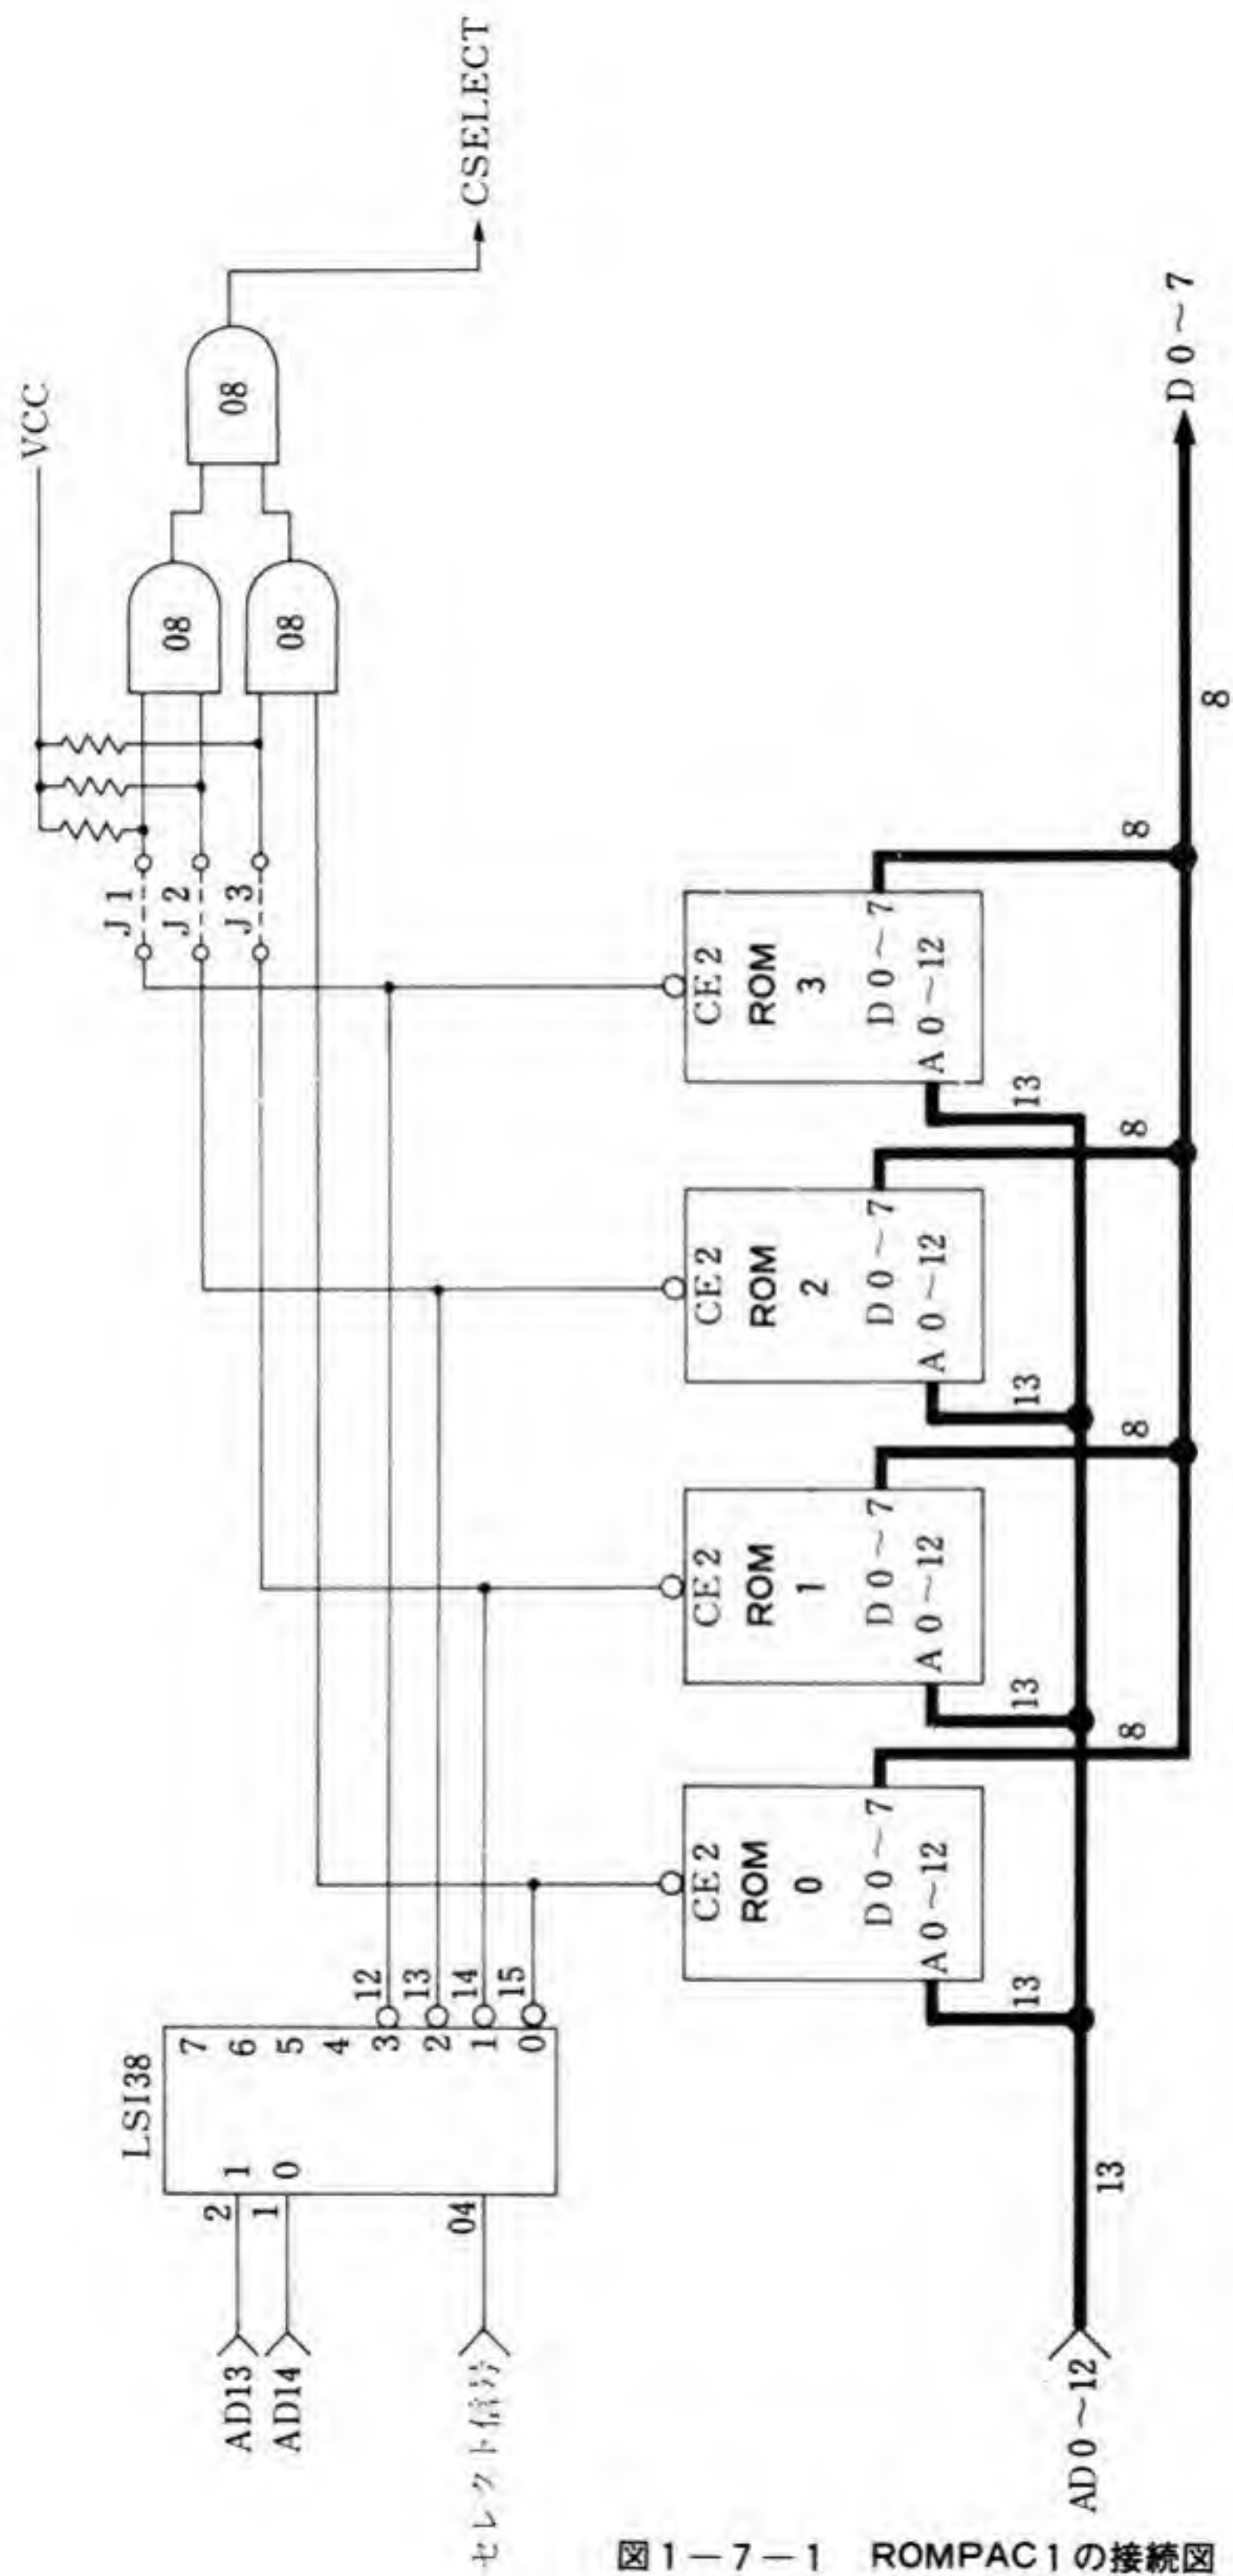 VCC
CSELECT
08
08
08
J 1
J 2
J 3
LS138
AD13
AD14
セレクト信号
2
1
04
1
0
7
6
5
4
3
2
1
0
12
13
14
15
CE2
ROM
0
D0～7
A0～12
CE2
ROM
1
D0～7
A0～12
CE2
ROM
2
D0～7
A0～12
CE2
ROM
3
D0～7
A0～12
13
8
13
8
13
8
13
8
AD0～12
13
8
D0～7
図1－7－1 ROMPAC1の接続図